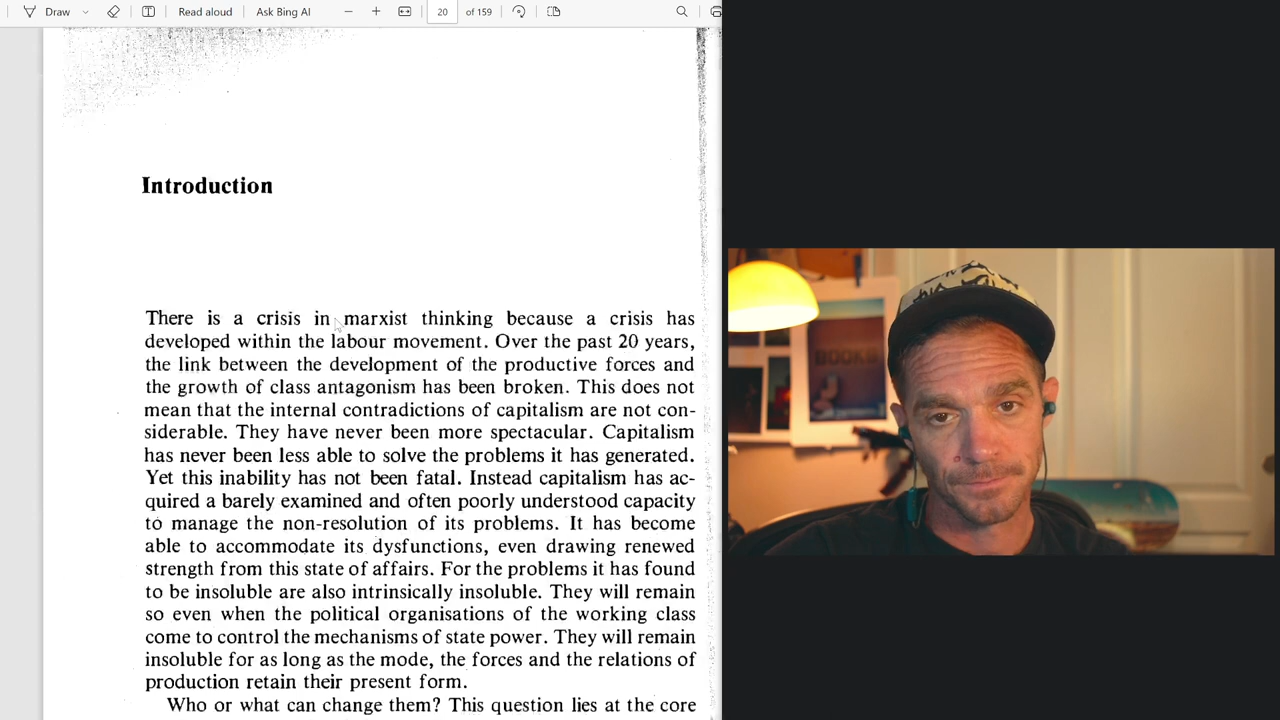 Draw
Read aloud
Ask Bing AI
20
of 159
Introduction
There is a crisis in marxist thinking because a crisis has
developed within the labour movement. Over the past 20 years,
the link between the development of the productive forces and
the growth of class antagonism has been broken. This does not
mean that the internal contradictions of capitalism are not con-
siderable. They have never been more spectacular. Capitalism
has never been less able to solve the problems it has generated.
Yet this inability has not been fatal. Instead capitalism has ac-
quired a barely examined and often poorly understood capacity
to manage the non-resolution of its problems. It has become
able to accommodate its dysfunctions, even drawing renewed
strength from this state of affairs. For the problems it has found
to be insoluble are also intrinsically insoluble. They will remain
so even when the political organisations of the working class
come to control the mechanisms of state power. They will remain
insoluble for as long as the mode, the forces and the relations of
production retain their present form.
Who or what can change them? This question lies at the core
BOOKS